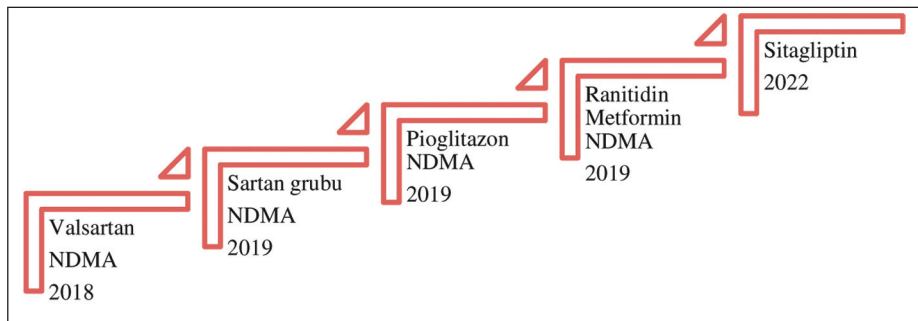 Valsartan
NDMA
2018
Sartan grubu
NDMA
2019
Pioglitazon
NDMA
2019
Ranitidin
Metformin
NDMA
2019
Sitagliptin
2022